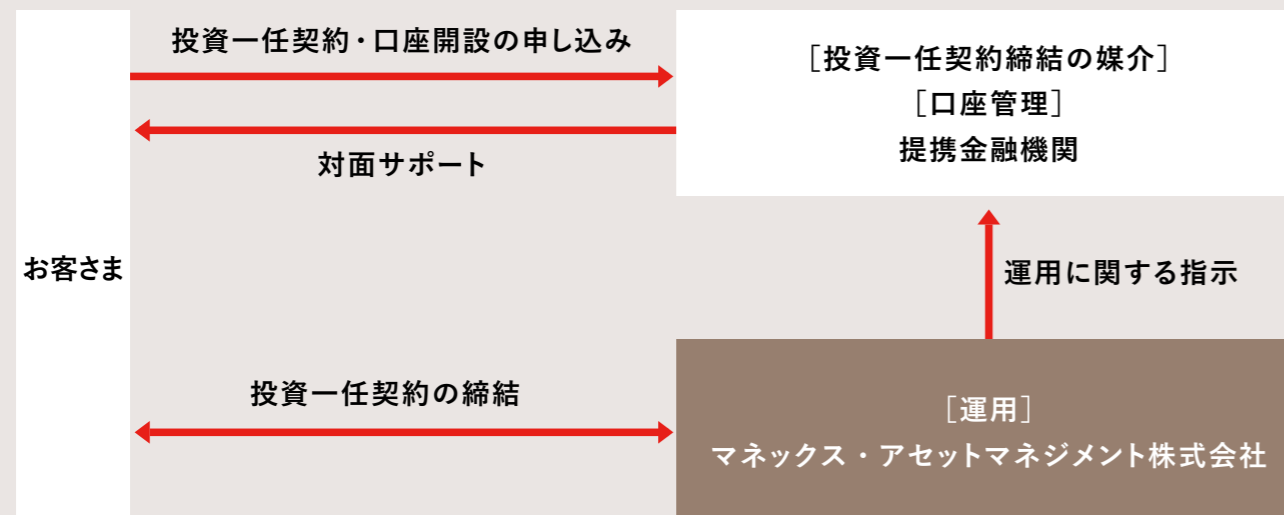 投資一任契約・口座開設の申し込み
[投資一任契約締結の媒介]
[口座管理]
提携金融機関
対面サポート
お客さま
運用に関する指示
投資一任契約の締結
[運用]
マネックス・アセットマネジメント株式会社